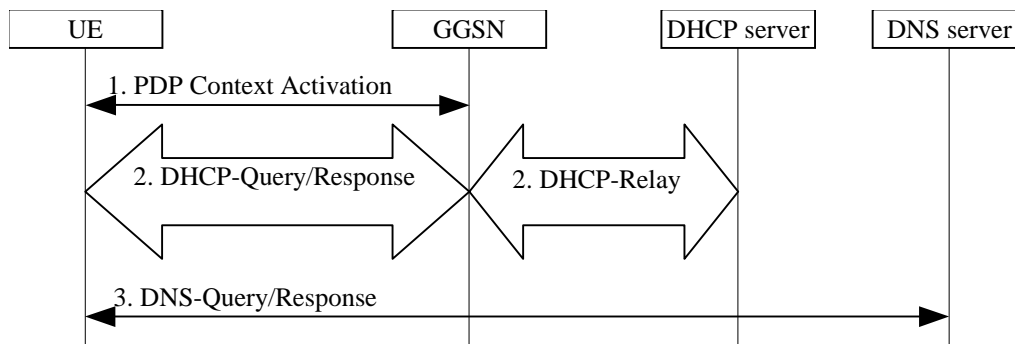 UE GGSN DHCP server DNS server
1. PDP Context Activation
2. DHCP-Query/Response 2. DHCP-Relay
3. DNS-Query/Response